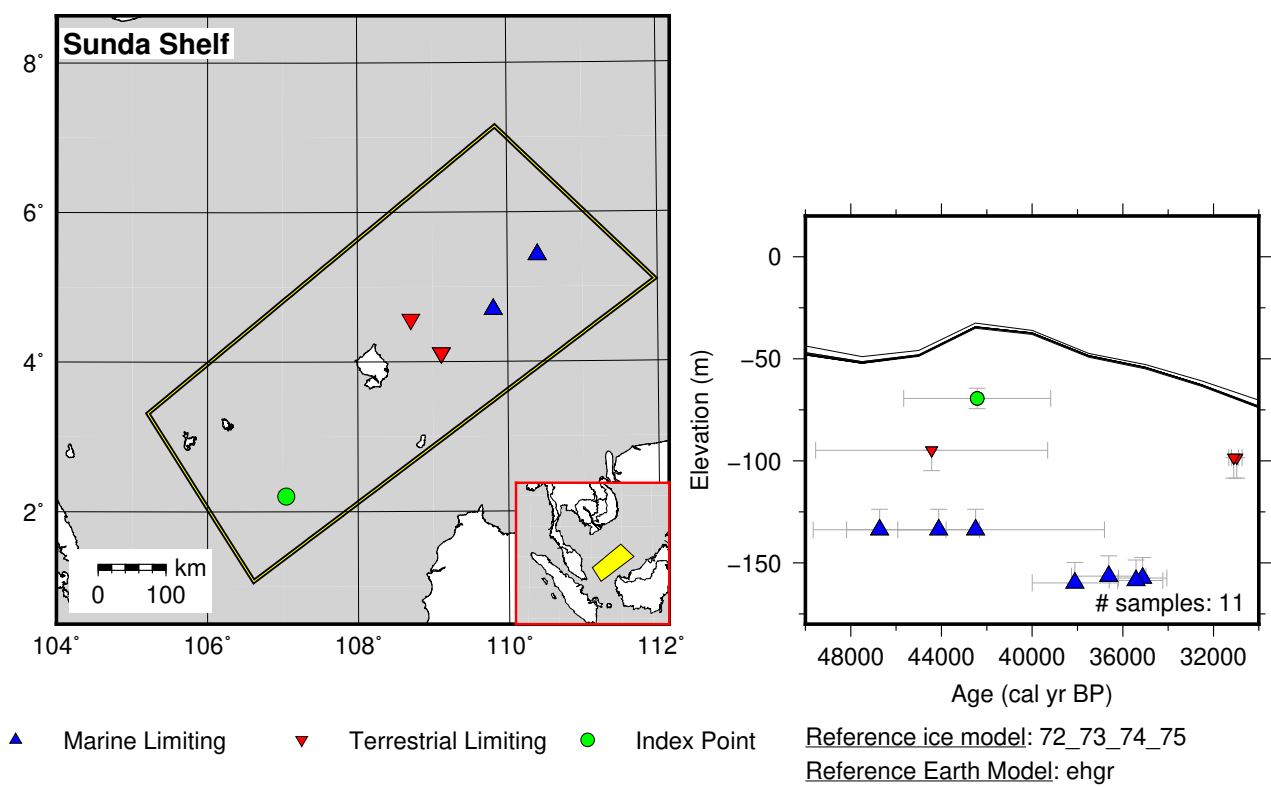 Sunda Shelf
8°
6°
4°
2°
km
0 100
104° 106° 108° 110° 112°
0
−50
−100
−150
Elevation (m)
# samples: 11
48000 44000 40000 36000 32000
Age (cal yr BP)
Marine Limiting Terrestrial Limiting Index Point
Reference ice model: 72_73_74_75
Reference Earth Model: ehgr